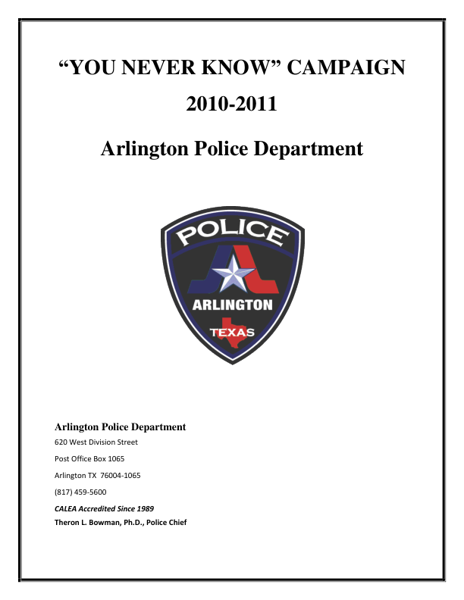 “YOU NEVER KNOW” CAMPAIGN
2010-2011
Arlington Police Department
POLICE
ARLINGTON
TEXAS
Arlington Police Department
620 West Division Street
Post Office Box 1065
Arlington TX  76004-1065
(817) 459-5600
CALEA Accredited Since 1989
Theron L. Bowman, Ph.D., Police Chief